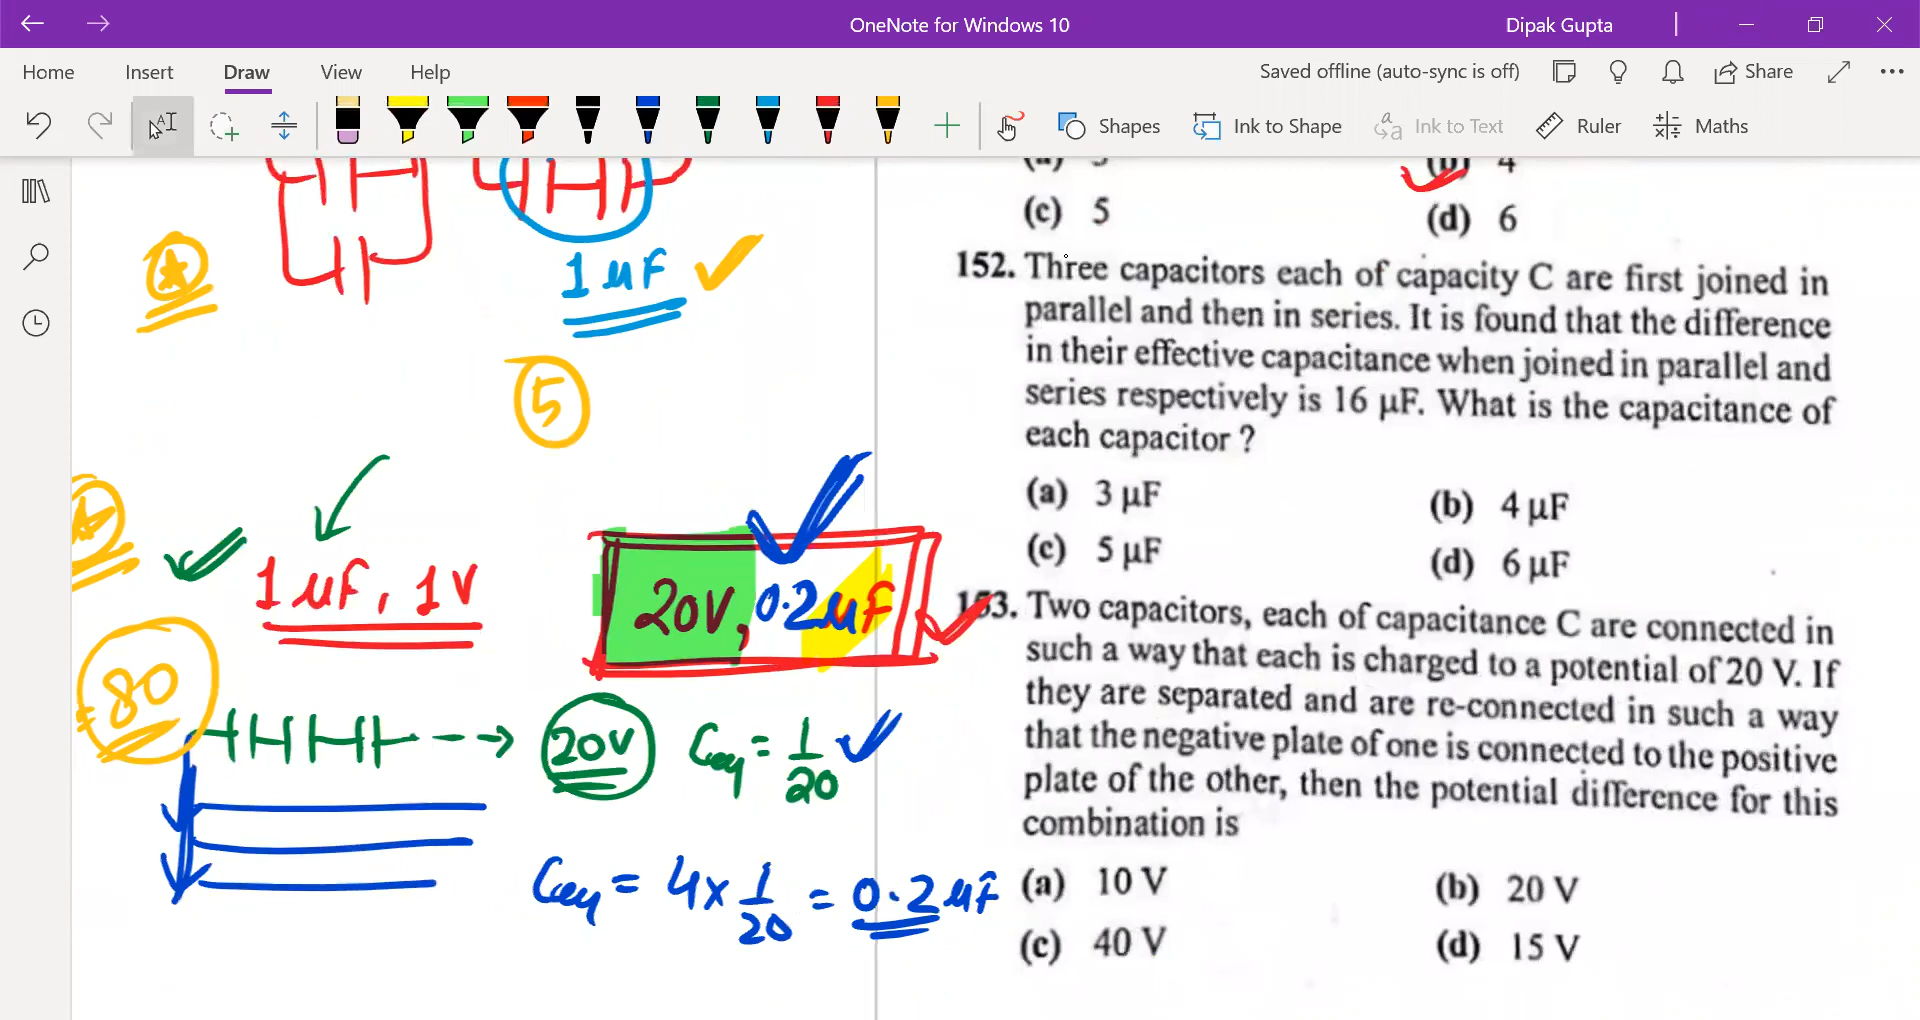 OneNote for Windows 10
Dipak Gupta
Home Insert Draw View Help
Saved offline (auto-sync is off)
Share
Shapes
Ink to Shape
Ink to Text
Ruler
Maths
1 μF
5
1 μF, 1V
20V, 0.2 μF
= 80
20V
Ceq = 1/20
Ceq = 4 × 1/20 = 0.2 μF
(b) 4
(c) 5 (d) 6
152. Three capacitors each of capacity C are first joined in
parallel and then in series. It is found that the difference
in their effective capacitance when joined in parallel and
series respectively is 16 μF. What is the capacitance of
each capacitor ?
(a) 3 μF (b) 4 μF
(c) 5 μF (d) 6 μF
153. Two capacitors, each of capacitance C are connected in
such a way that each is charged to a potential of 20 V. If
they are separated and are re-connected in such a way
that the negative plate of one is connected to the positive
plate of the other, then the potential difference for this
combination is
(a) 10 V (b) 20 V
(c) 40 V (d) 15 V